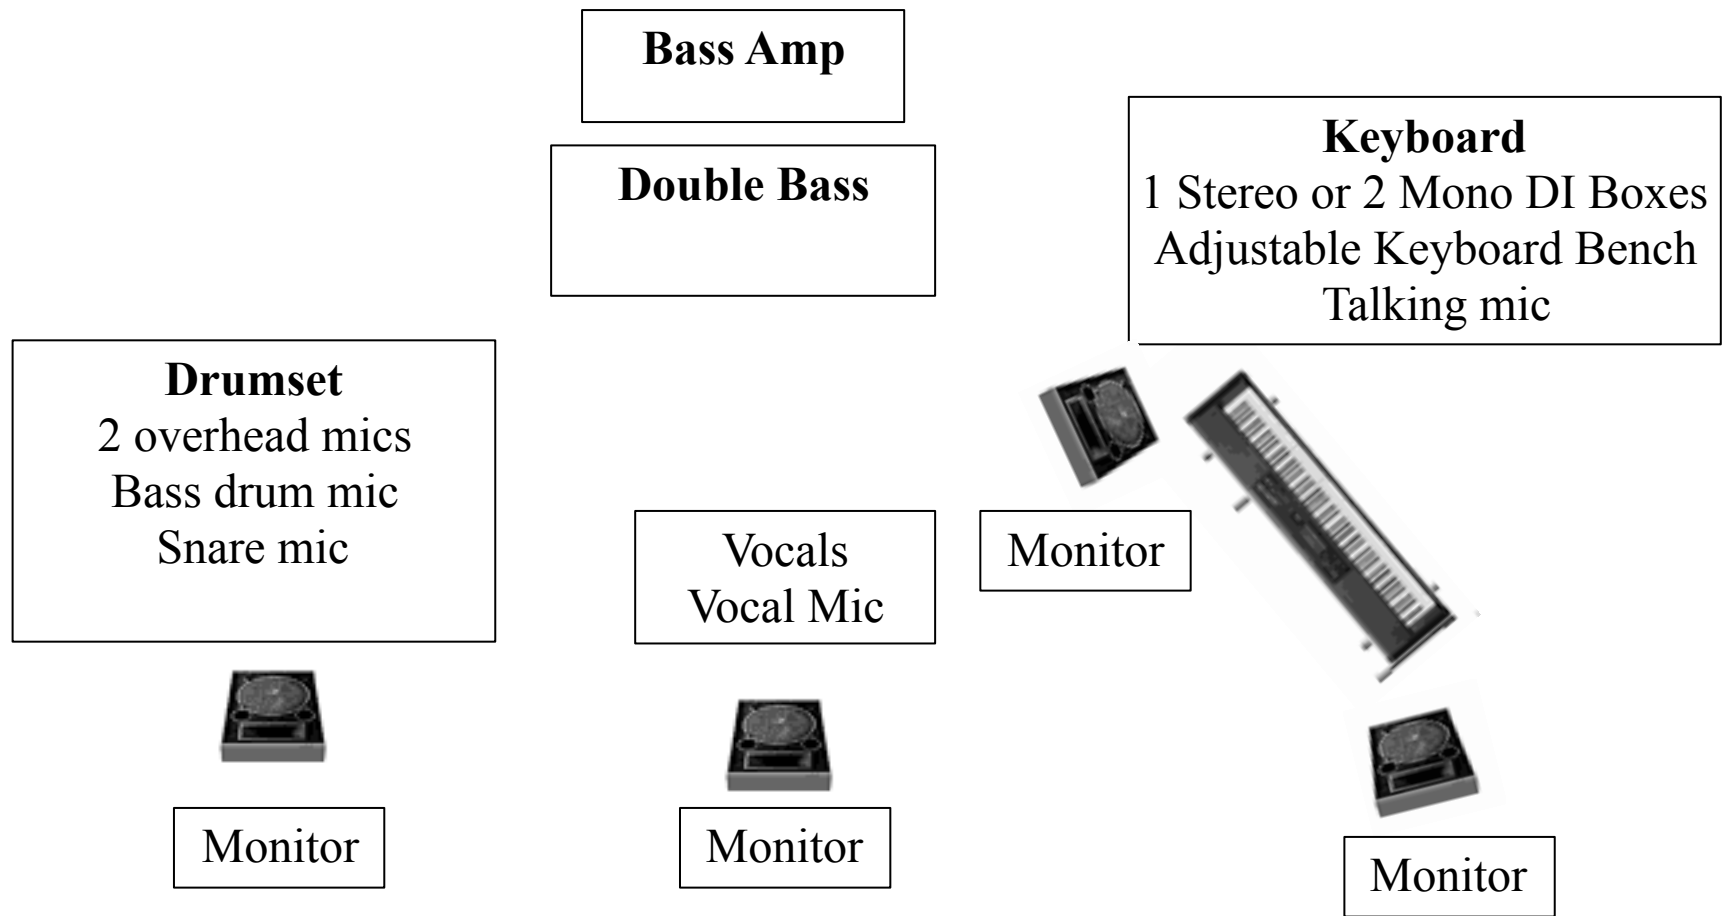 Bass Amp
Double Bass
Keyboard
1 Stereo or 2 Mono DI Boxes
Adjustable Keyboard Bench
Talking mic
Drumset
2 overhead mics
Bass drum mic
Snare mic
Vocals
Vocal Mic
Monitor
Monitor
Monitor
Monitor